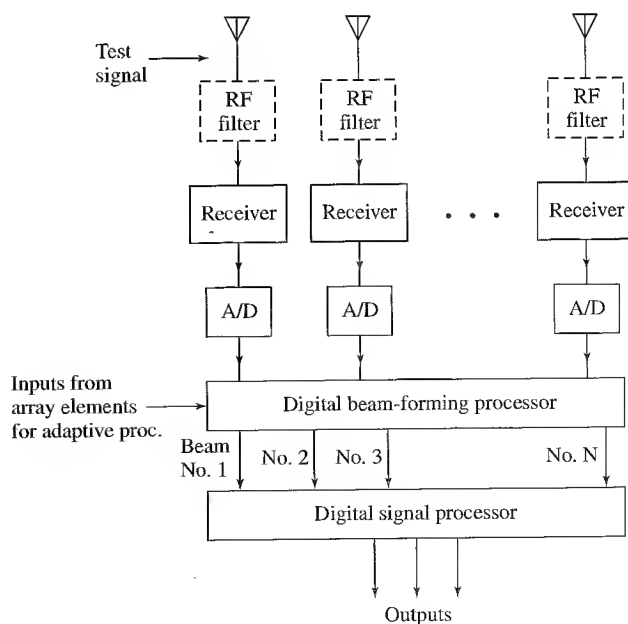 Test
signal
RF
filter
RF
filter
RF
filter
Receiver
Receiver
. . .
Receiver
A/D
A/D
A/D
Inputs from
array elements
for adaptive proc.
Digital beam-forming processor
Beam
No. 1
No. 2
No. 3
No. N
Digital signal processor
Outputs